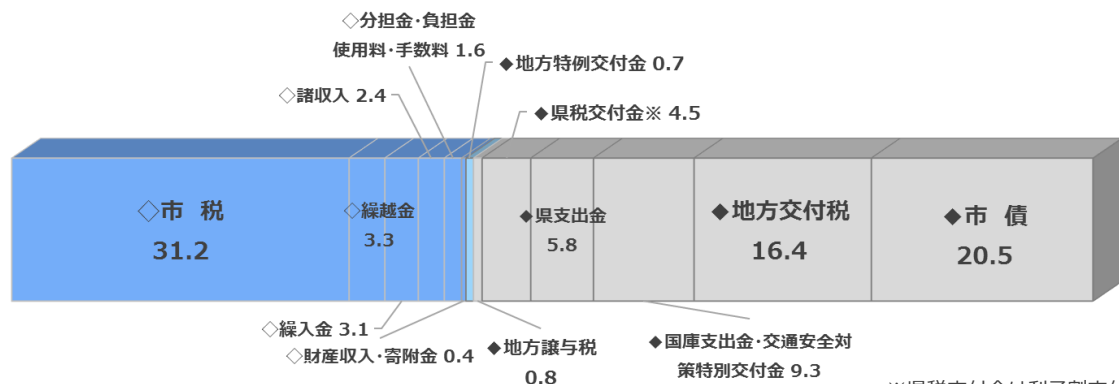 ◇分担金・負担金
使用料・手数料 1.6
◆地方特例交付金 0.7
◇諸収入 2.4
◆県税交付金※ 4.5
◇市 税
31.2
◇繰越金
3.3
◆県支出金
5.8
◆地方交付税
16.4
◆市 債
20.5
◇繰入金 3.1
◇財産収入・寄附金 0.4
◆地方譲与税
0.8
◆国庫支出金・交通安全対
策特別交付金 9.3